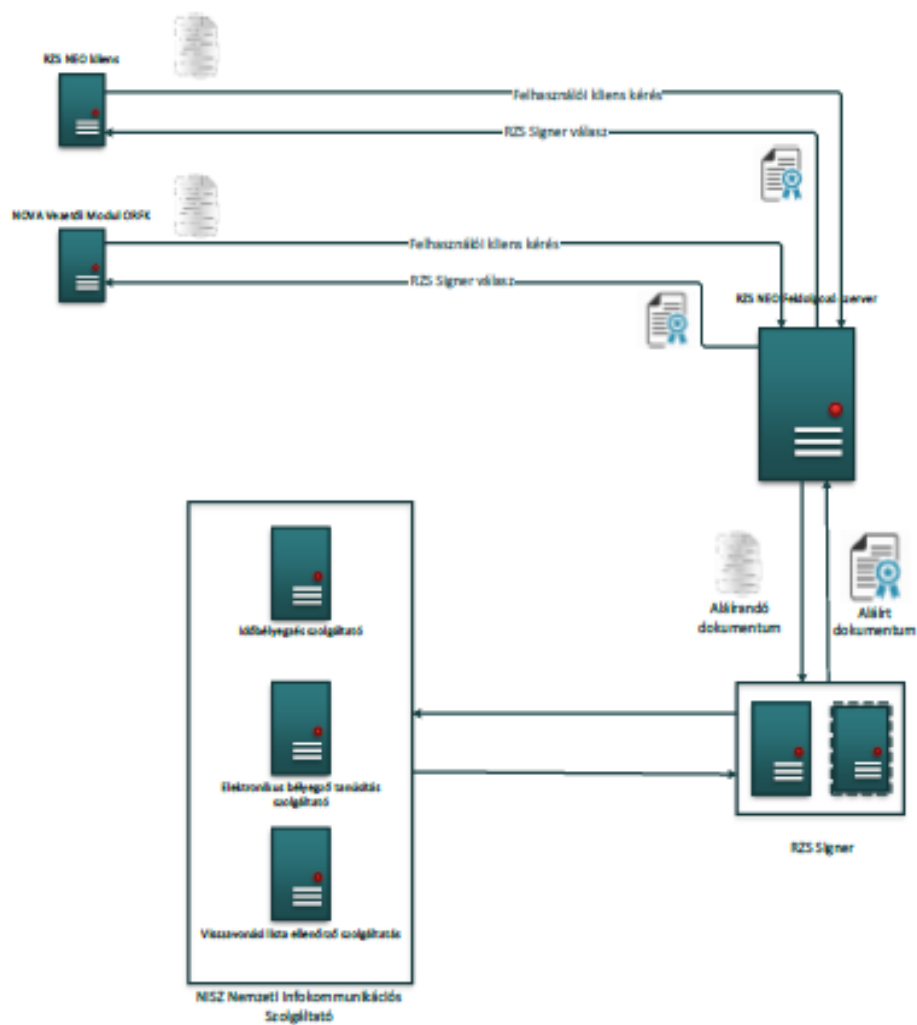 RZS NEO kliens
Felhasználói kliens kérés
RZS Signer válasz
NOVA Vezetői Modul ORFK
Felhasználói kliens kérés
RZS Signer válasz
RZS NEO Feldolgozó szerver
Aláírandó
dokumentum
Aláírt
dokumentum
Időbélyegzés szolgáltató
Elektronikus bélyegző tanúsítás
szolgáltató
Visszavonási lista ellenőrző szolgáltatás
RZS Signer
NISZ Nemzeti Infokommunikációs
Szolgáltató